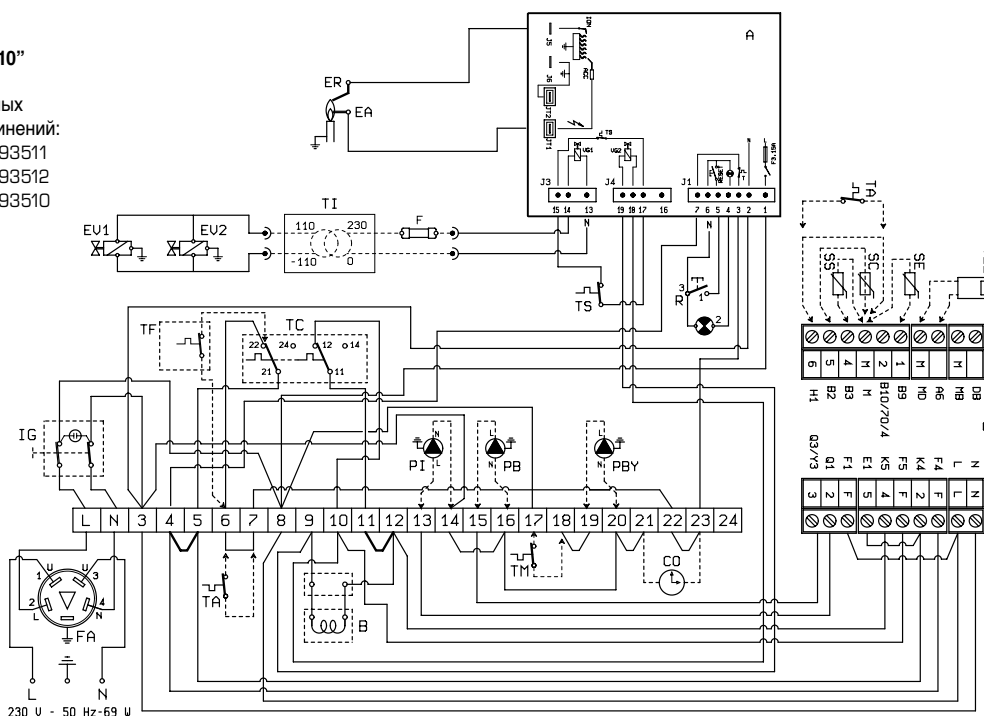 10”
ных
инений:
93511
93512
93510
A
J5
ION
J6
ACC
JT2
JT1
TS
VG1
VG2
RESET
T
F3.15A
N
J3
J4
J1
15 14 13
19 18 17 16
7 6 5 4 3 2 1
N
N
ER
EA
TI
110 230
-110 0
F
EV1
EV2
TS
3
1
R
2
TA
SS
SC
SE
TF
TC
22 24 12 14
21 11
IG
PI
N
L
PB
L
N
PBY
L
N
6 5 4 M 2 1 M M
H1 B2 B3 M B10/70/4 B9 MD A6 MB DB
Q3/Y3 Q1 F1 E1 K5 F5 K4 F4 L N
3 2 F 5 4 F 2 F L N
L N 3 4 5 6 7 8 9 10 11 12 13 14 15 16 17 18 19 20 21 22 23 24
TA
TM
CO
B
1 U U 3
2 4
L N
FA
L N
230 V - 50 Hz-69 W